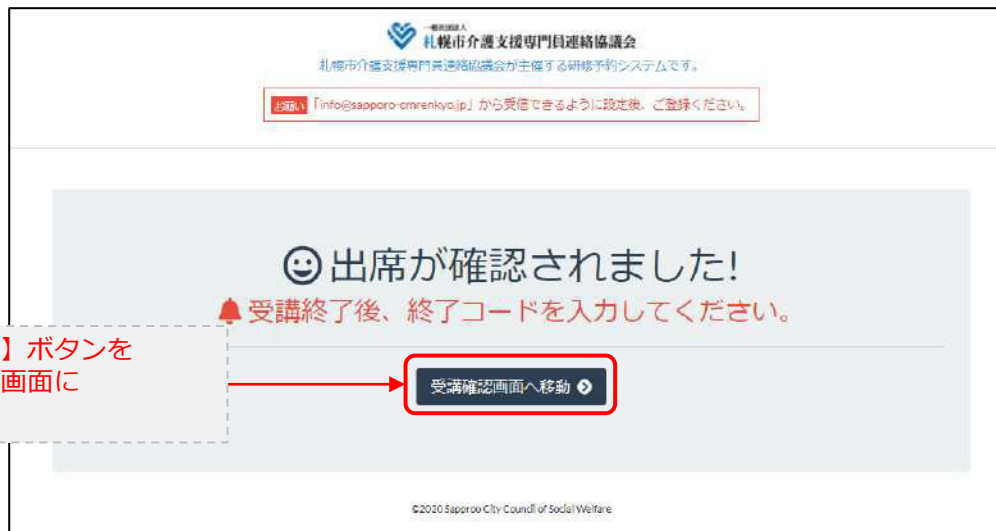 一般社団法人
札幌市介護支援専門員連絡協議会
札幌市介護支援専門員連絡協議会が主催する研修予約システムです。
お願い 「info@sapporo-cmrenkyo.jp」から受信できるように設定後、ご登録ください。
出席が確認されました!
受講終了後、終了コードを入力してください。
】ボタンを
画面に
受講確認画面へ移動
©2020 Sapproo City Council of Social Welfare